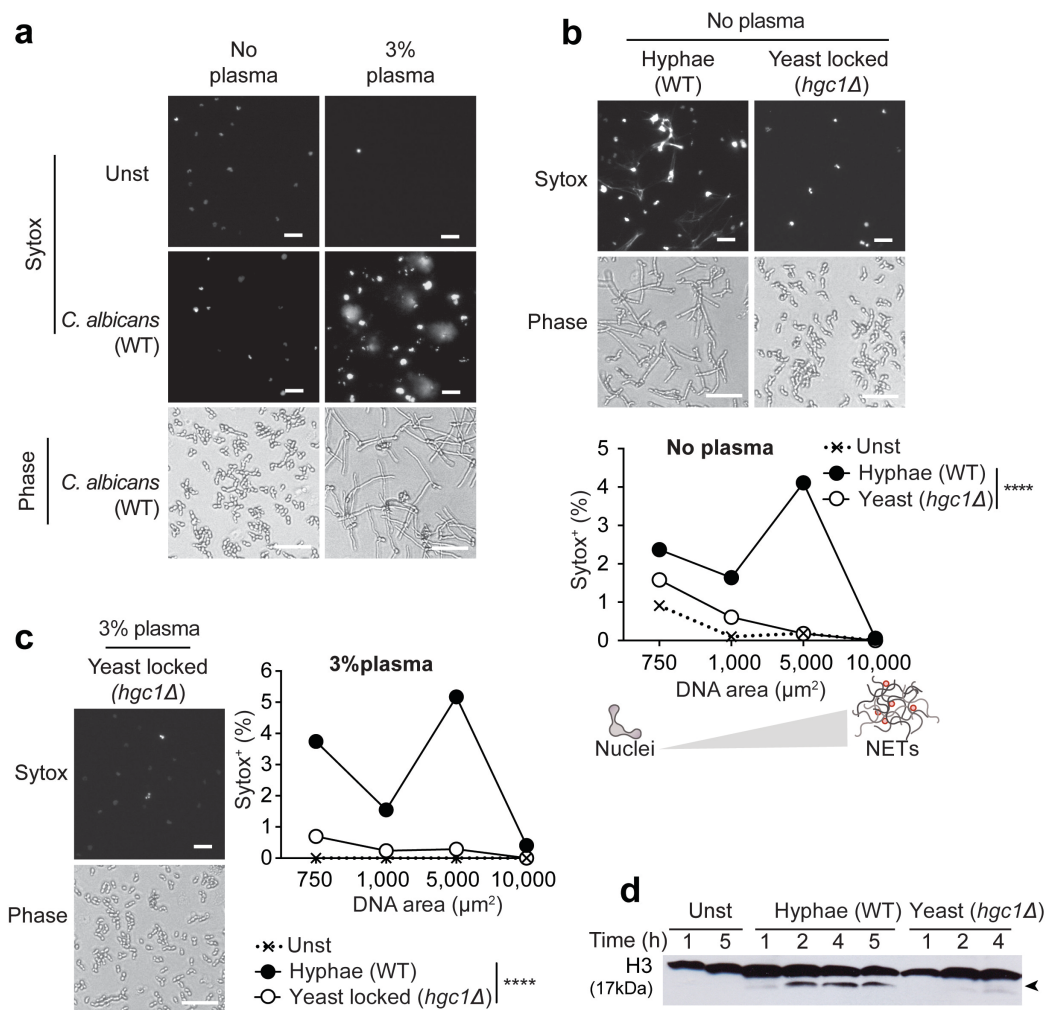 a
No
plasma
3%
plasma
Sytox
Unst
C. albicans
(WT)
Phase
C. albicans
(WT)
b
No plasma
Hyphae
(WT)
Yeast locked
(hgc1Δ)
Sytox
Phase
No plasma
Unst
Hyphae (WT)
Yeast (hgc1Δ)
****
Sytox⁺ (%)
5
4
3
2
1
0
750 1,000 5,000 10,000
DNA area (μm²)
Nuclei
NETs
c
3% plasma
Yeast locked
(hgc1Δ)
Sytox
Phase
3%plasma
Sytox⁺ (%)
6
5
4
3
2
1
0
750 1,000 5,000 10,000
DNA area (μm²)
Unst
Hyphae (WT)
Yeast locked (hgc1Δ)
****
d
Unst Hyphae (WT) Yeast (hgc1Δ)
Time (h) 1 5 1 2 4 5 1 2 4
H3
(17kDa)